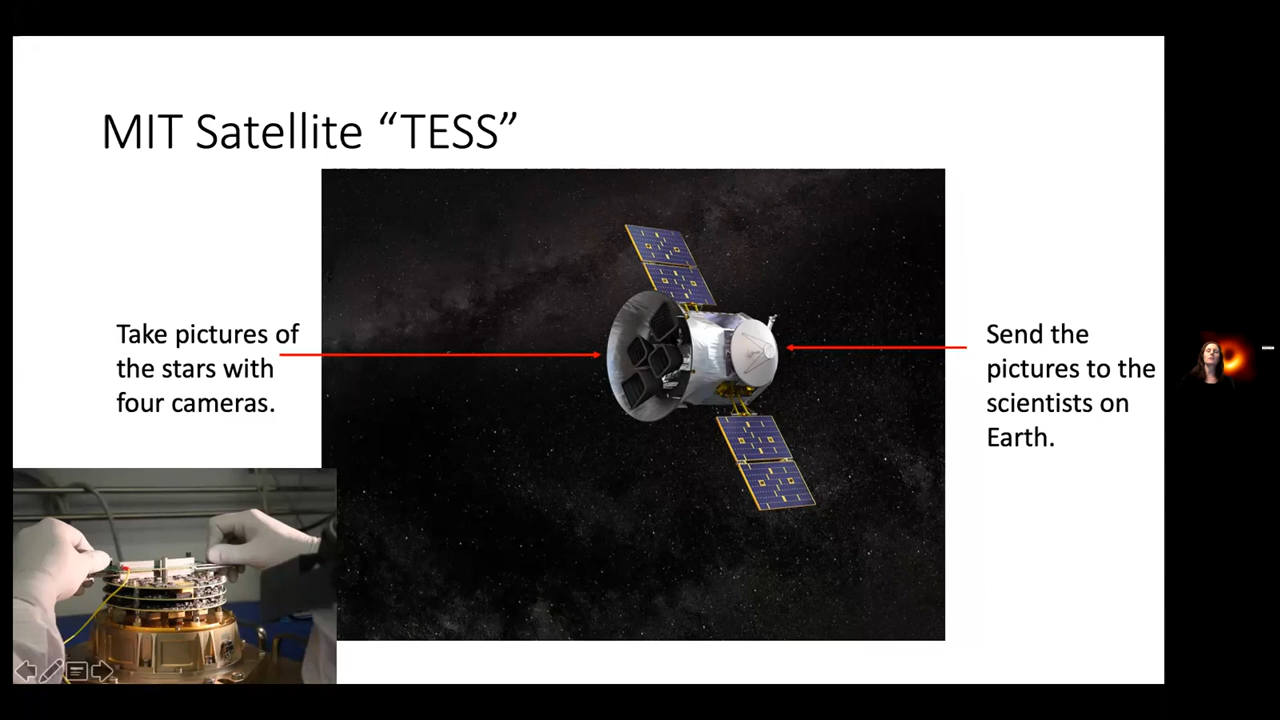 MIT Satellite “TESS”
Take pictures of
the stars with
four cameras.
Send the
pictures to the
scientists on
Earth.